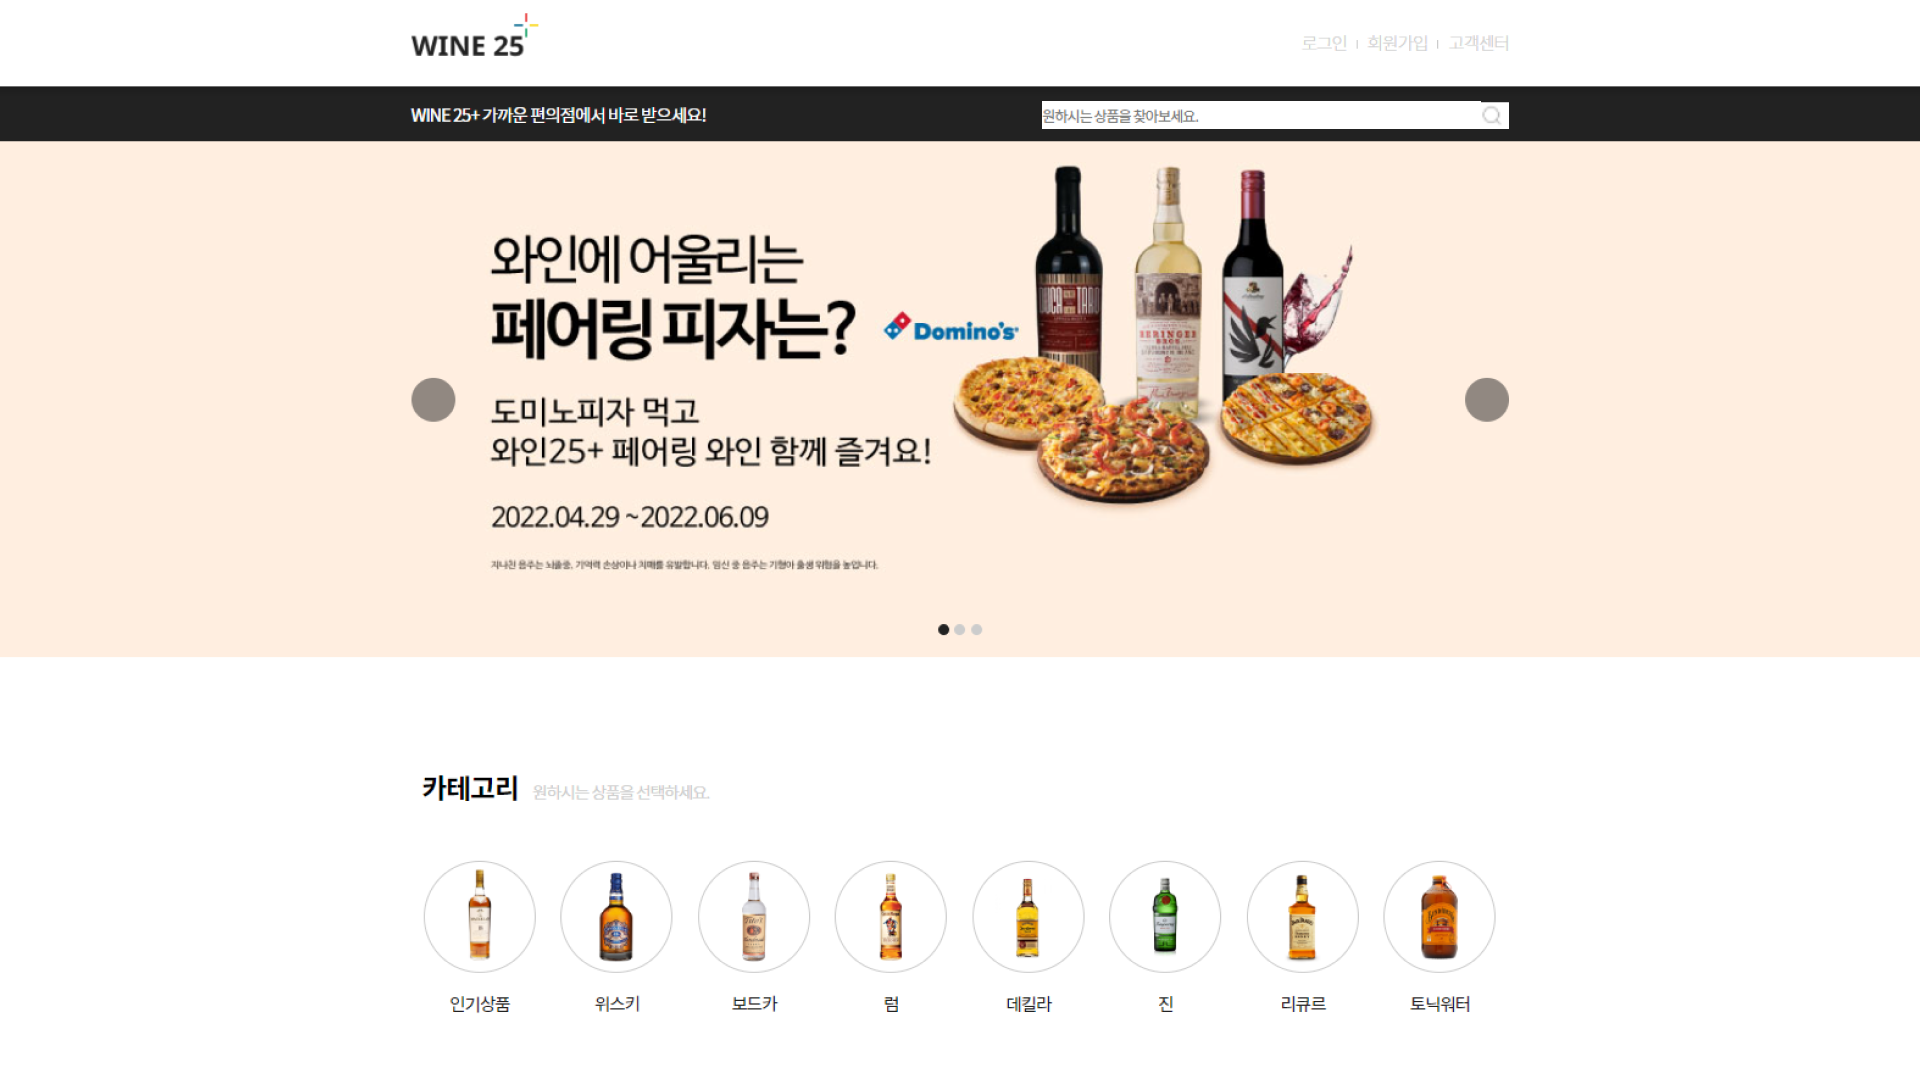 WINE 25
로그인
회원가입
고객센터
WINE 25+ 가까운 편의점에서 바로 받으세요!
원하시는 상품을 찾아보세요.
와인에 어울리는
페어링 피자는?
Domino's
도미노피자 먹고
와인25+ 페어링 와인 함께 즐겨요!
2022.04.29 ~2022.06.09
지나친 음주는 뇌졸중, 기억력 손상이나 치매를 유발합니다. 임신 중 음주는 기형아 출생 위험을 높입니다.
BERINGER
BROS
카테고리
원하시는 상품을 선택하세요.
인기상품
위스키
보드카
럼
데킬라
진
리큐르
토닉워터